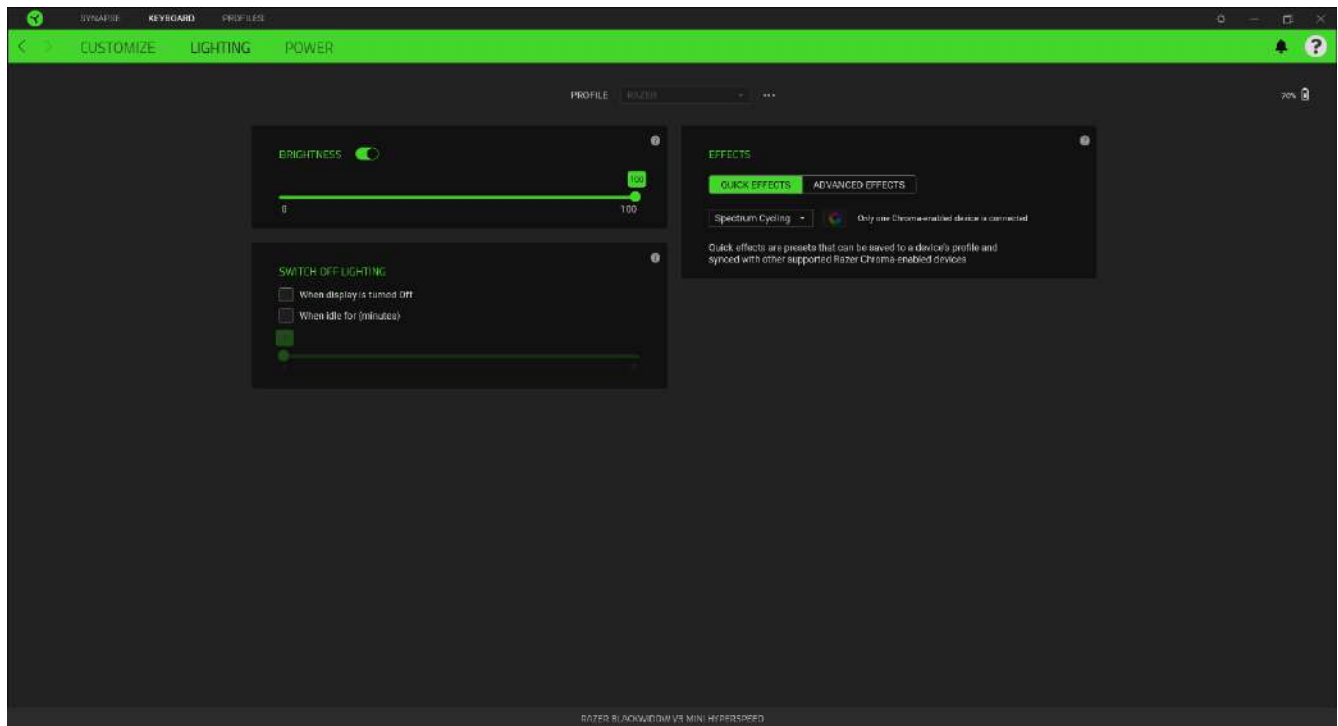 SYNAPSE KEYBOARD PROFILES
CUSTOMIZE LIGHTING POWER ?
PROFILE RAZER
70%
BRIGHTNESS
100
0 100
SWITCH OFF LIGHTING
When display is turned Off
When idle for (minutes)
EFFECTS
QUICK EFFECTS ADVANCED EFFECTS
Spectrum Cycling Only one Chroma-enabled device is connected
Quick effects are presets that can be saved to a device's profile and
synced with other supported Razer Chroma-enabled devices
RAZER BLACKWIDOW V3 MINI HYPERSPEED